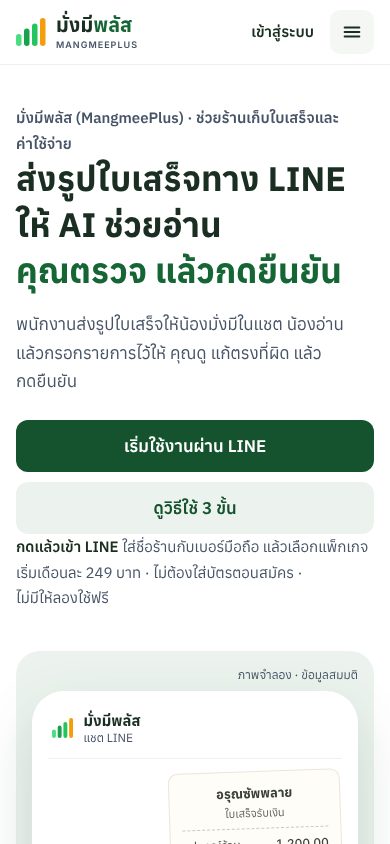 มั่งมีพลัส
MANGMEEPLUS
เข้าสู่ระบบ
มั่งมีพลัส (MangmeePlus) · ช่วยร้านเก็บใบเสร็จและ
ค่าใช้จ่าย
ส่งรูปใบเสร็จทาง LINE
ให้ AI ช่วยอ่าน
คุณตรวจ แล้วกดยืนยัน
พนักงานส่งรูปใบเสร็จให้น้องมั่งมีในแชต น้องอ่าน
แล้วกรอกรายการไว้ให้ คุณดู แก้ตรงที่ผิด แล้ว
กดยืนยัน
เริ่มใช้งานผ่าน LINE
ดูวิธีใช้ 3 ขั้น
กดแล้วเข้า LINE ใส่ชื่อร้านกับเบอร์มือถือ แล้วเลือกแพ็กเกจ
เริ่มเดือนละ 249 บาท · ไม่ต้องใส่บัตรตอนสมัคร ·
ไม่มีให้ลองใช้ฟรี
ภาพจำลอง · ข้อมูลสมมติ
มั่งมีพลัส
แชต LINE
อรุณซัพพลาย
ใบเสร็จรับเงิน
1,200.00